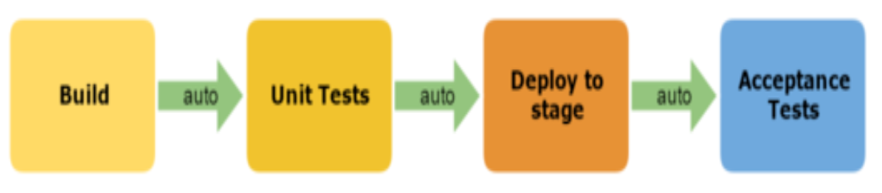 Build
auto
Unit Tests
auto
Deploy to
stage
auto
Acceptance
Tests